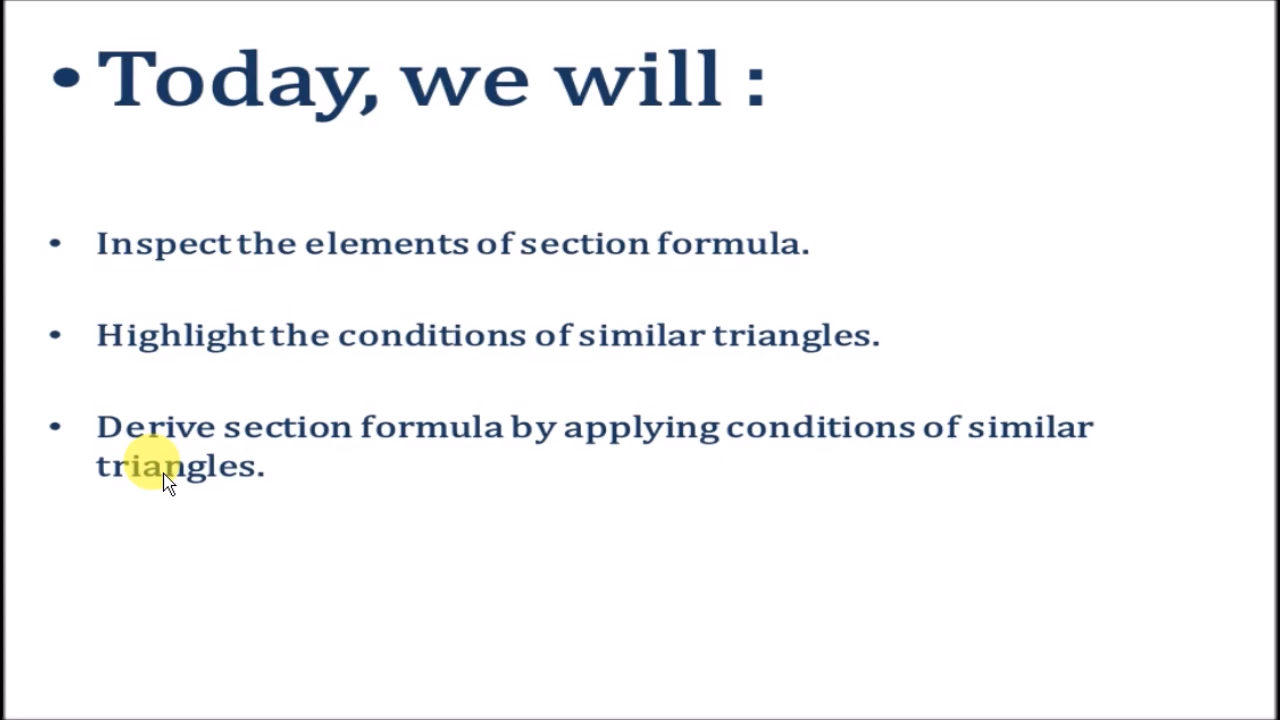 • Today, we will :
• Inspect the elements of section formula.
• Highlight the conditions of similar triangles.
• Derive section formula by applying conditions of similar
triangles.